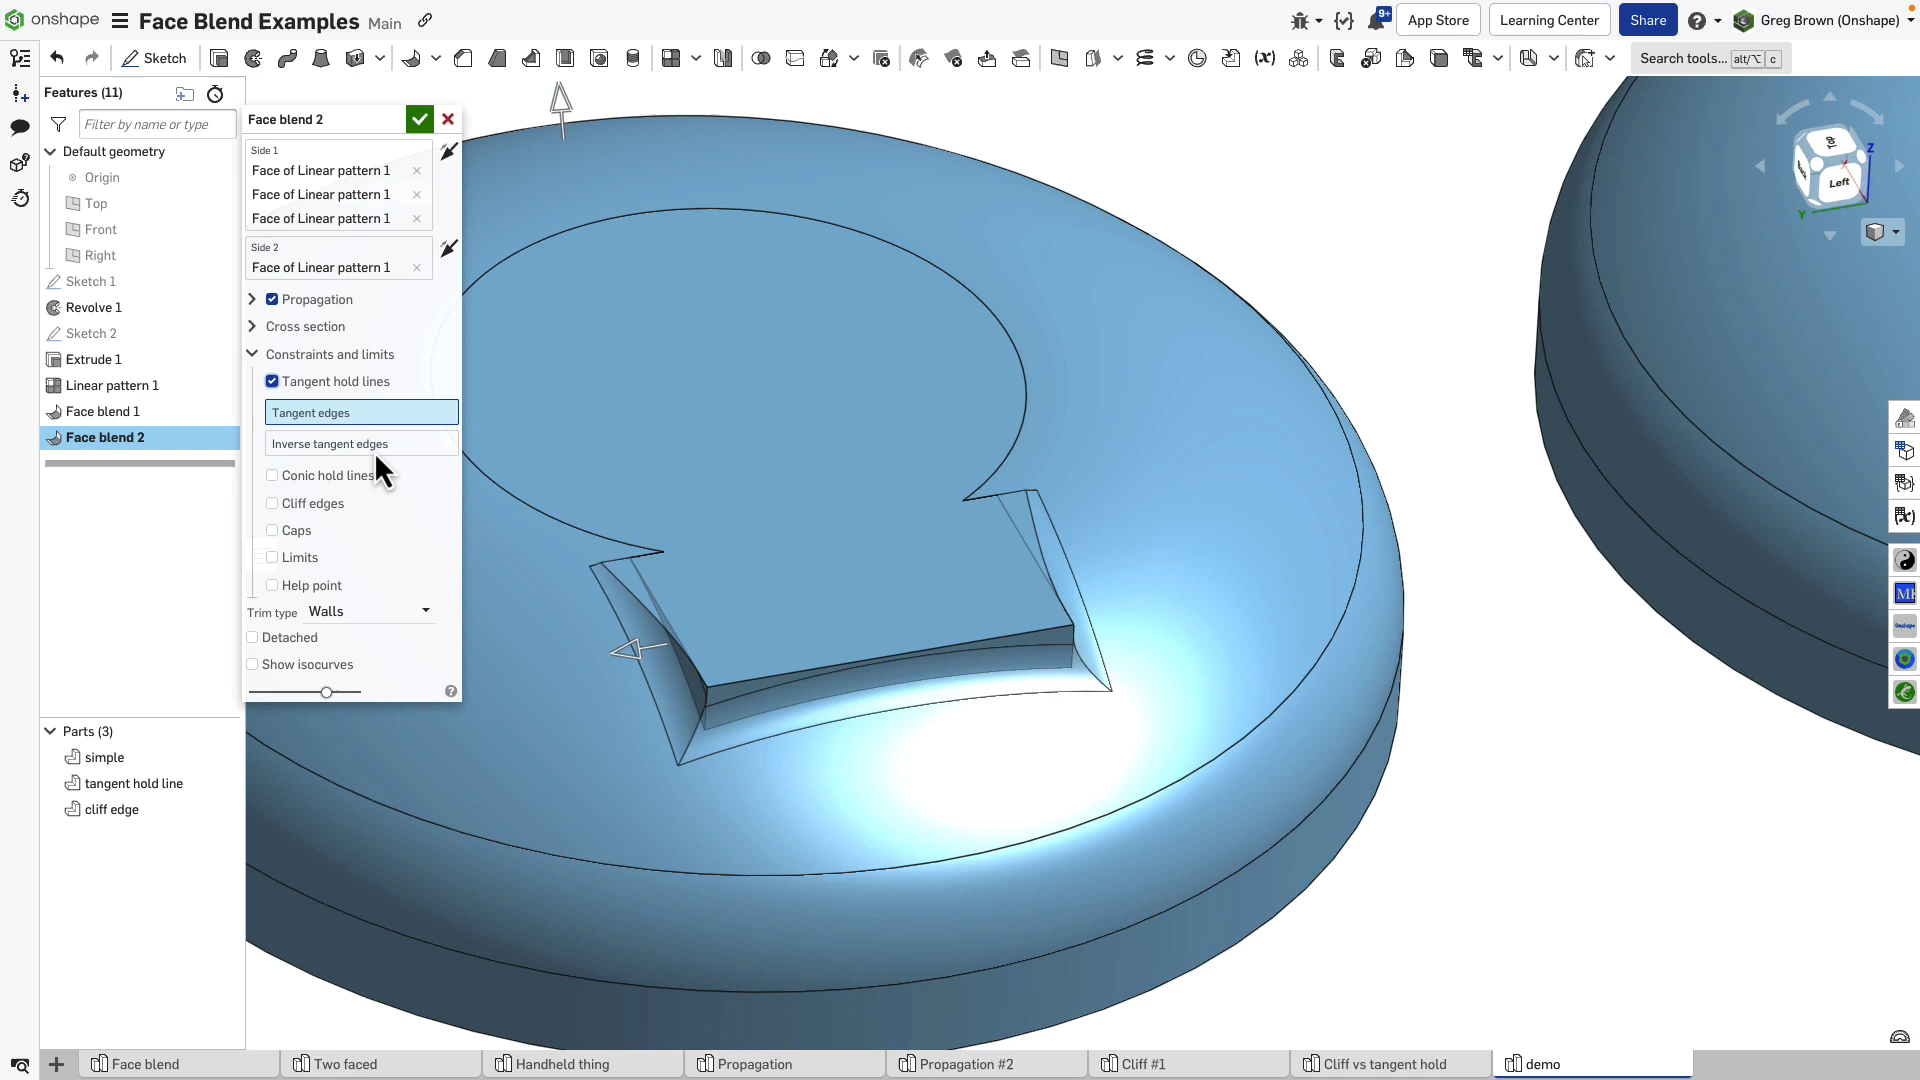 onshape
Face Blend Examples Main
9+
App Store
Learning Center
Share
Greg Brown (Onshape)
Sketch
Search tools... alt/⌥ c
Features (11)
Filter by name or type
Default geometry
Origin
Top
Front
Right
Sketch 1
Revolve 1
Sketch 2
Extrude 1
Linear pattern 1
Face blend 1
Face blend 2
Parts (3)
simple
tangent hold line
cliff edge
Face blend 2
Side 1
Face of Linear pattern 1
Face of Linear pattern 1
Face of Linear pattern 1
Side 2
Face of Linear pattern 1
Propagation
Cross section
Constraints and limits
Tangent hold lines
Tangent edges
Inverse tangent edges
Conic hold lines
Cliff edges
Caps
Limits
Help point
Trim type Walls
Detached
Show isocurves
Top
Left
Z
X
Y
Onshape
Face blend
Two faced
Handheld thing
Propagation
Propagation #2
Cliff #1
Cliff vs tangent hold
demo